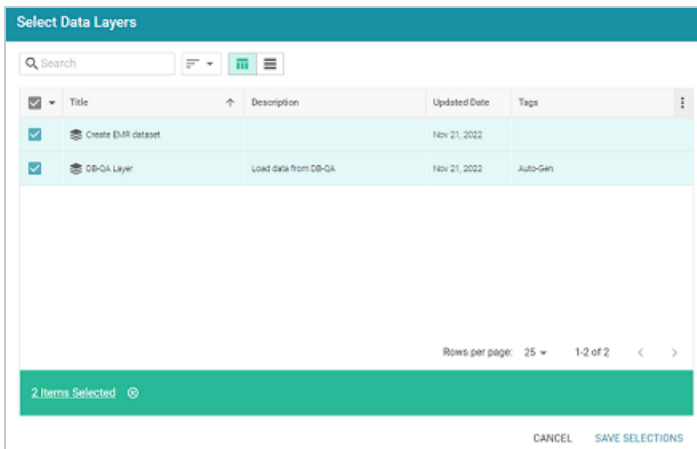 Select Data Layers
Search
Title Description Updated Date Tags
Create EMR dataset Nov 21, 2022
DB-QA Layer Load data from DB-QA Nov 21, 2022 Auto-Gen
Rows per page: 25 1-2 of 2
2 Items Selected
CANCEL SAVE SELECTIONS